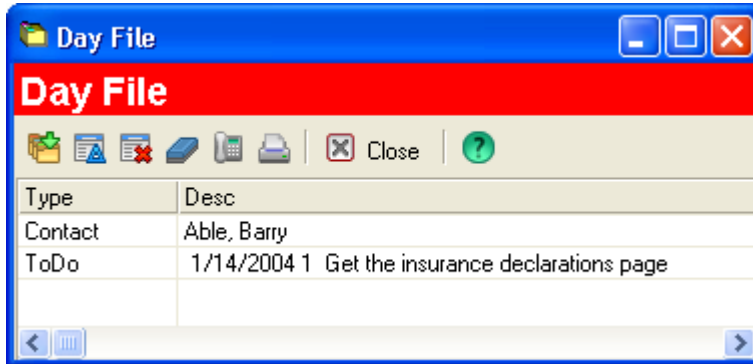 Day File
Day File
Close ?
Type Desc
Contact Able, Barry
ToDo 1/14/2004 1 Get the insurance declarations page